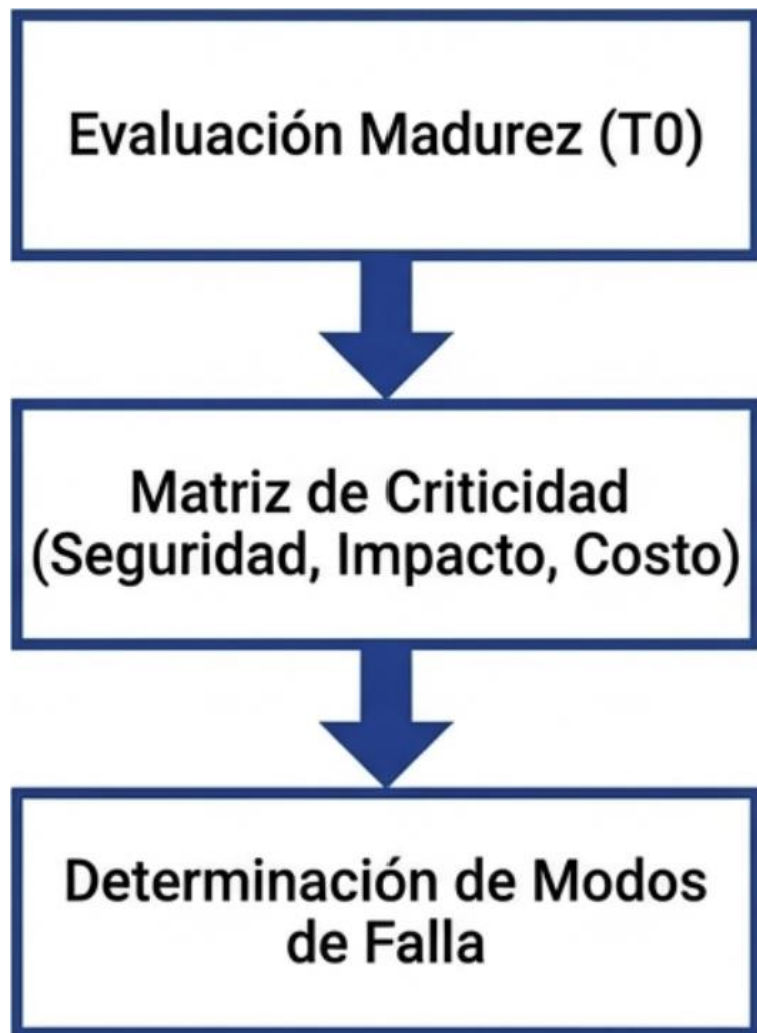 Evaluación Madurez (T0)
Matriz de Criticidad
(Seguridad, Impacto, Costo)
Determinación de Modos
de Falla